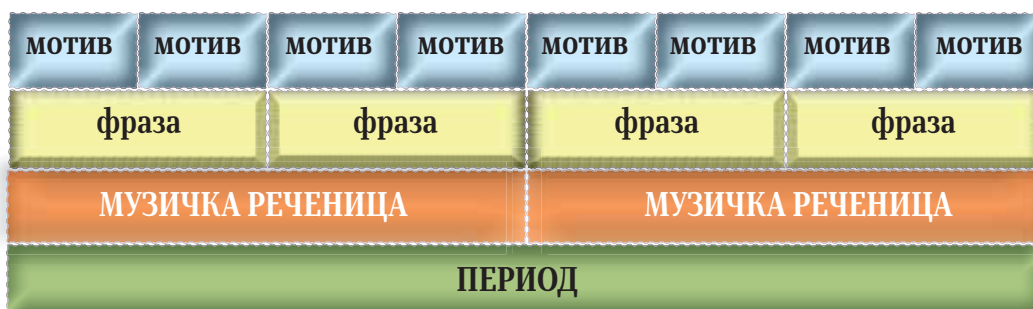 мотив мотив мотив мотив мотив мотив мотив мотив
фраза фраза фраза фраза
МУЗИЧКА РЕЧЕНИЦА МУЗИЧКА РЕЧЕНИЦА
ПЕРИОД